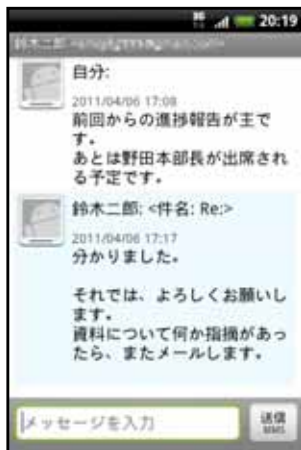 20:19
鈴木二郎
自分:
2011/04/06 17:08
前回からの進捗報告が主で
す。
あとは野田本部長が出席され
る予定です。
鈴木二郎: <件名: Re:>
2011/04/06 17:17
分かりました。
それでは、よろしくお願いし
ます。
資料について何か指摘があっ
たら、またメールします。
メッセージを入力
送信
MMS